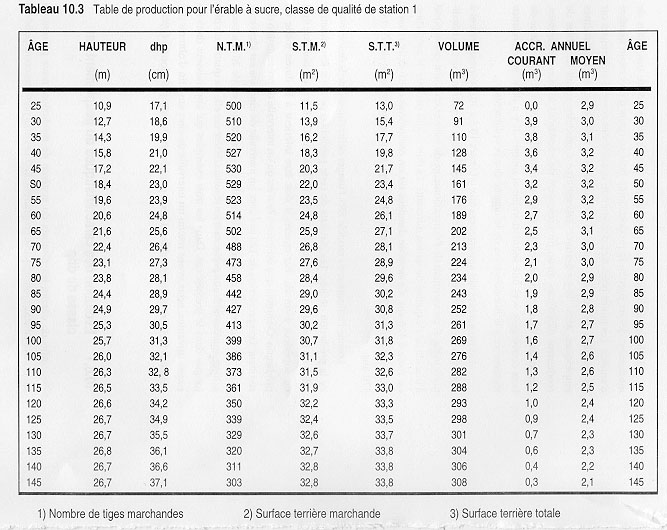 Tableau 10.3 Table de production pour l'érable à sucre, classe de qualité de station 1
ÂGE HAUTEUR dhp N.T.M.1) S.T.M.2) S.T.T.3) VOLUME ACCR. ANNUEL ÂGE
COURANT MOYEN
(m) (cm) (m²) (m²) (m³) (m³) (m³)
25 10,9 17,1 500 11,5 13,0 72 0,0 2,9 25
30 12,7 18,6 510 13,9 15,4 91 3,9 3,0 30
35 14,3 19,9 520 16,2 17,7 110 3,8 3,1 35
40 15,8 21,0 527 18,3 19,8 128 3,6 3,2 40
45 17,2 22,1 530 20,3 21,7 145 3,4 3,2 45
S0 18,4 23,0 529 22,0 23,4 161 3,2 3,2 50
55 19,6 23,9 523 23,5 24,8 176 2,9 3,2 55
60 20,6 24,8 514 24,8 26,1 189 2,7 3,2 60
65 21,6 25,6 502 25,9 27,1 202 2,5 3,1 65
70 22,4 26,4 488 26,8 28,1 213 2,3 3,0 70
75 23,1 27,3 473 27,6 28,9 224 2,1 3,0 75
80 23,8 28,1 458 28,4 29,6 234 2,0 2,9 80
85 24,4 28,9 442 29,0 30,2 243 1,9 2,9 85
90 24,9 29,7 427 29,6 30,8 252 1,8 2,8 90
95 25,3 30,5 413 30,2 31,3 261 1,7 2,7 95
100 25,7 31,3 399 30,7 31,8 269 1,6 2,7 100
105 26,0 32,1 386 31,1 32,3 276 1,4 2,6 105
110 26,3 32, 8 373 31,5 32,6 282 1,3 2,6 110
115 26,5 33,5 361 31,9 33,0 288 1,2 2,5 115
120 26,6 34,2 350 32,2 33,3 293 1,0 2,4 120
125 26,7 34,9 339 32,4 33,5 298 0,9 2,4 125
130 26,7 35,5 329 32,6 33,7 301 0,7 2,3 130
135 26,8 36,1 320 32,7 33,8 304 0,6 2,3 135
140 26,7 36,6 311 32,8 33,8 306 0,4 2,2 140
145 26,7 37,1 303 32,8 33,8 308 0,3 2,1 145
1) Nombre de tiges marchandes 2) Surface terrière marchande 3) Surface terrière totale